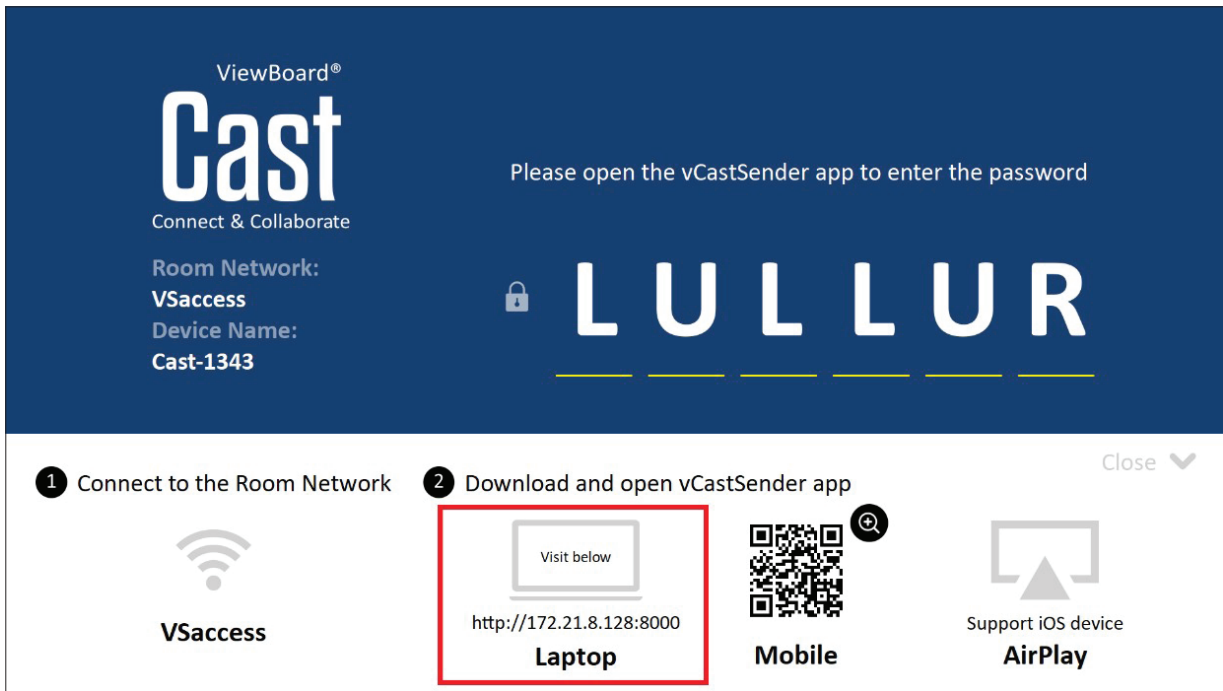 ViewBoard®
Cast
Connect & Collaborate
Room Network:
VSaccess
Device Name:
Cast-1343
Please open the vCastSender app to enter the password
LULLUR
Close
1 Connect to the Room Network
VSaccess
2 Download and open vCastSender app
Visit below
http://172.21.8.128:8000
Laptop
Mobile
Support iOS device
AirPlay